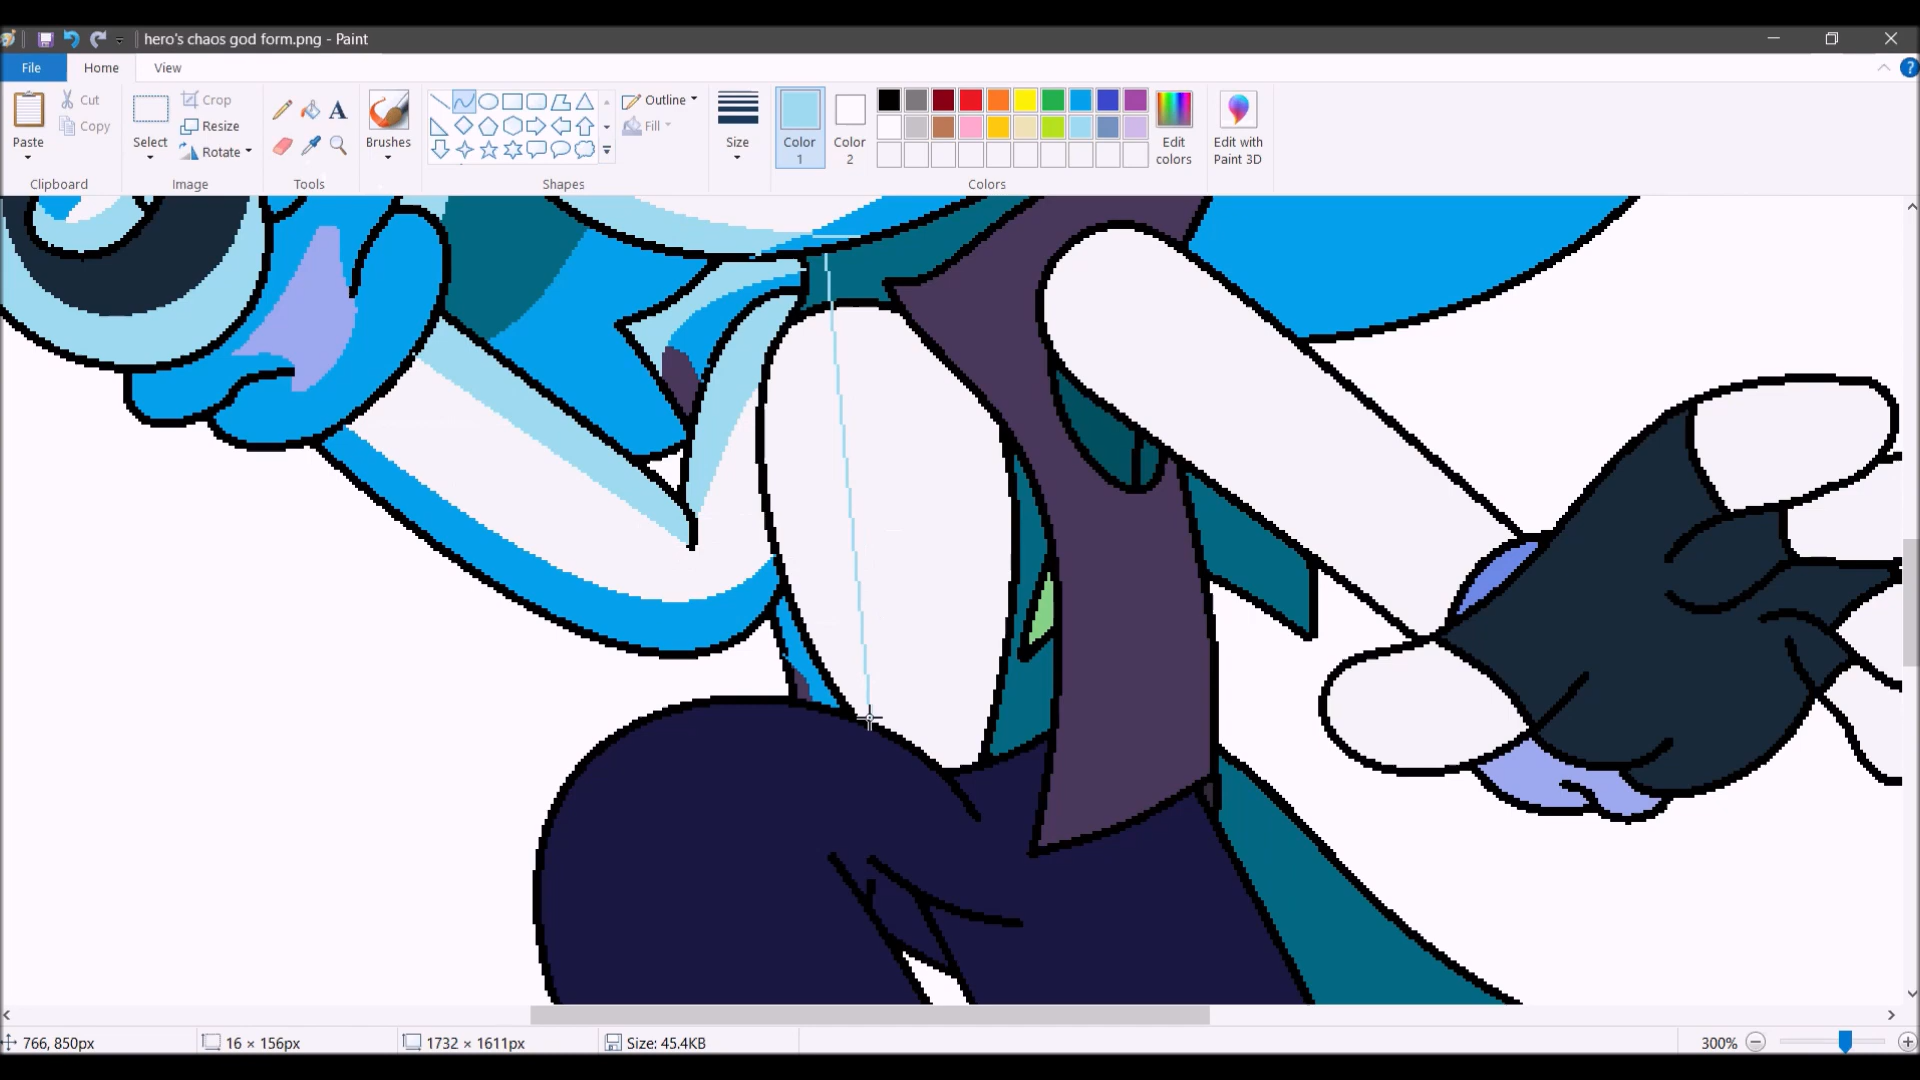 hero's chaos god form.png - Paint
File Home View
Paste
Cut
Copy
Clipboard
Select
Crop
Resize
Rotate
Image
A
Tools
Brushes
Shapes
Outline
Fill
Size
Color 1
Color 2
Colors
Edit colors
Edit with Paint 3D
?
766, 850px
16 × 156px
1732 × 1611px
Size: 45.4KB
300%